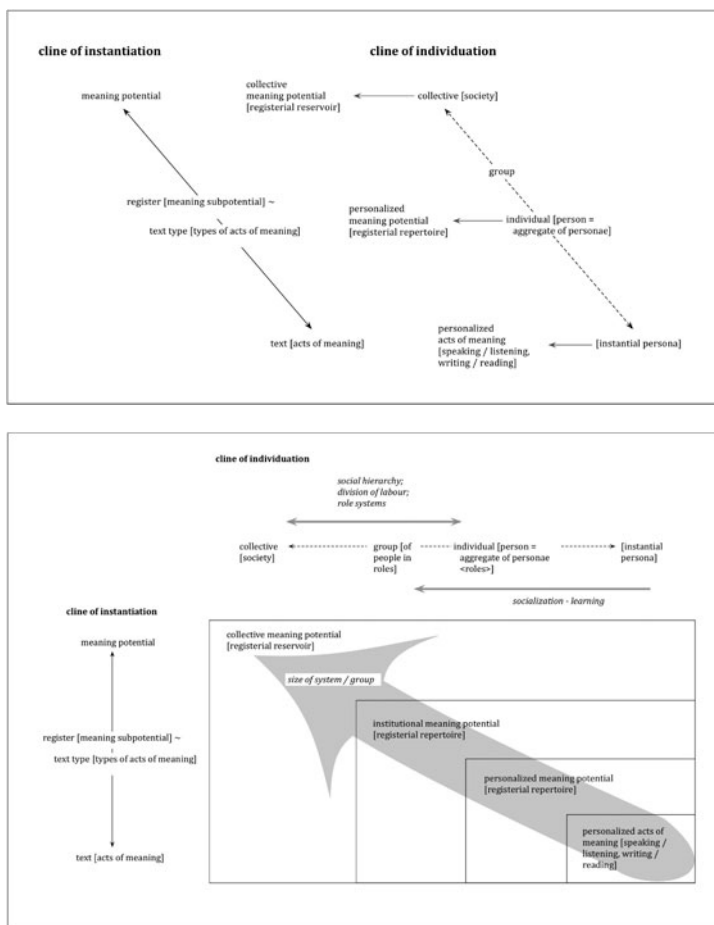 cline of instantiation
cline of individuation
meaning potential
collective
meaning potential
[registerial reservoir]
collective [society]
group
register [meaning subpotential] ~
text type [types of acts of meaning]
personalized
meaning potential
[registerial repertoire]
individual [person =
aggregate of personae]
text [acts of meaning]
personalized
acts of meaning
[speaking / listening,
writing / reading]
[instantial persona]
cline of individuation
social hierarchy;
division of labour;
role systems
collective
[society]
group [of
people in
roles]
individual [person =
aggregate of personae
<roles>]
[instantial
persona]
socialization - learning
cline of instantiation
meaning potential
register [meaning subpotential] ~
text type [types of acts of meaning]
text [acts of meaning]
collective meaning potential
[registerial reservoir]
size of system / group
institutional meaning potential
[registerial repertoire]
personalized meaning potential
[registerial repertoire]
personalized acts of
meaning [speaking /
listening, writing /
reading]